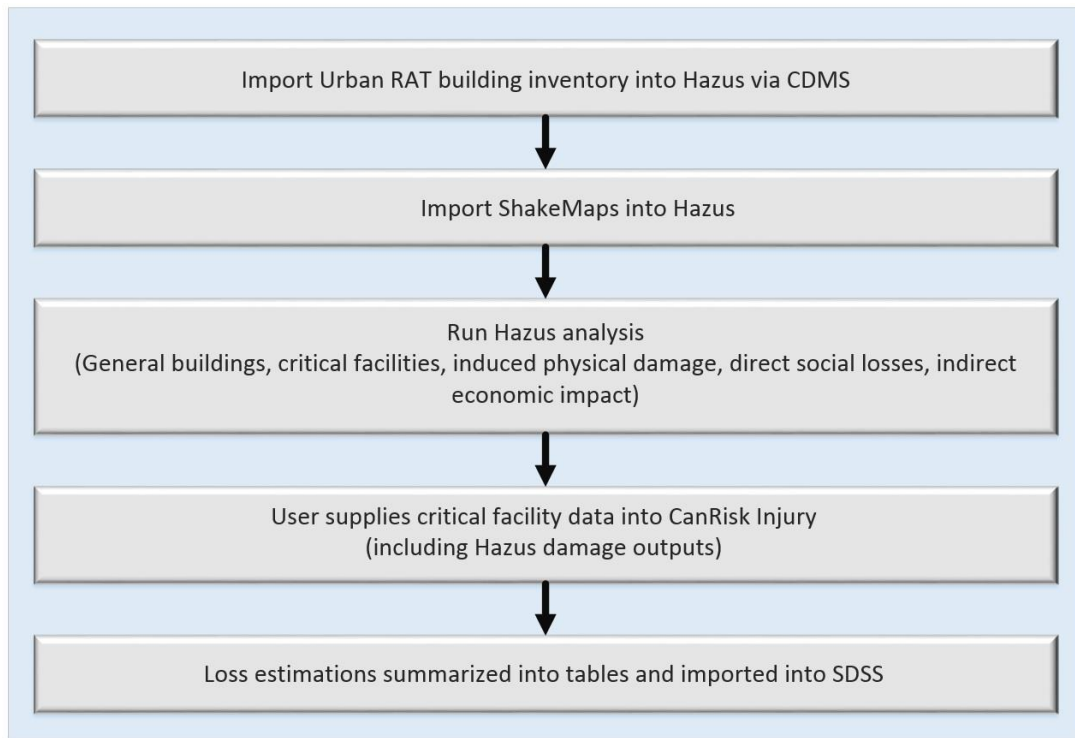 Import Urban RAT building inventory into Hazus via CDMS
Import ShakeMaps into Hazus
Run Hazus analysis
(General buildings, critical facilities, induced physical damage, direct social losses, indirect
economic impact)
User supplies critical facility data into CanRisk Injury
(including Hazus damage outputs)
Loss estimations summarized into tables and imported into SDSS